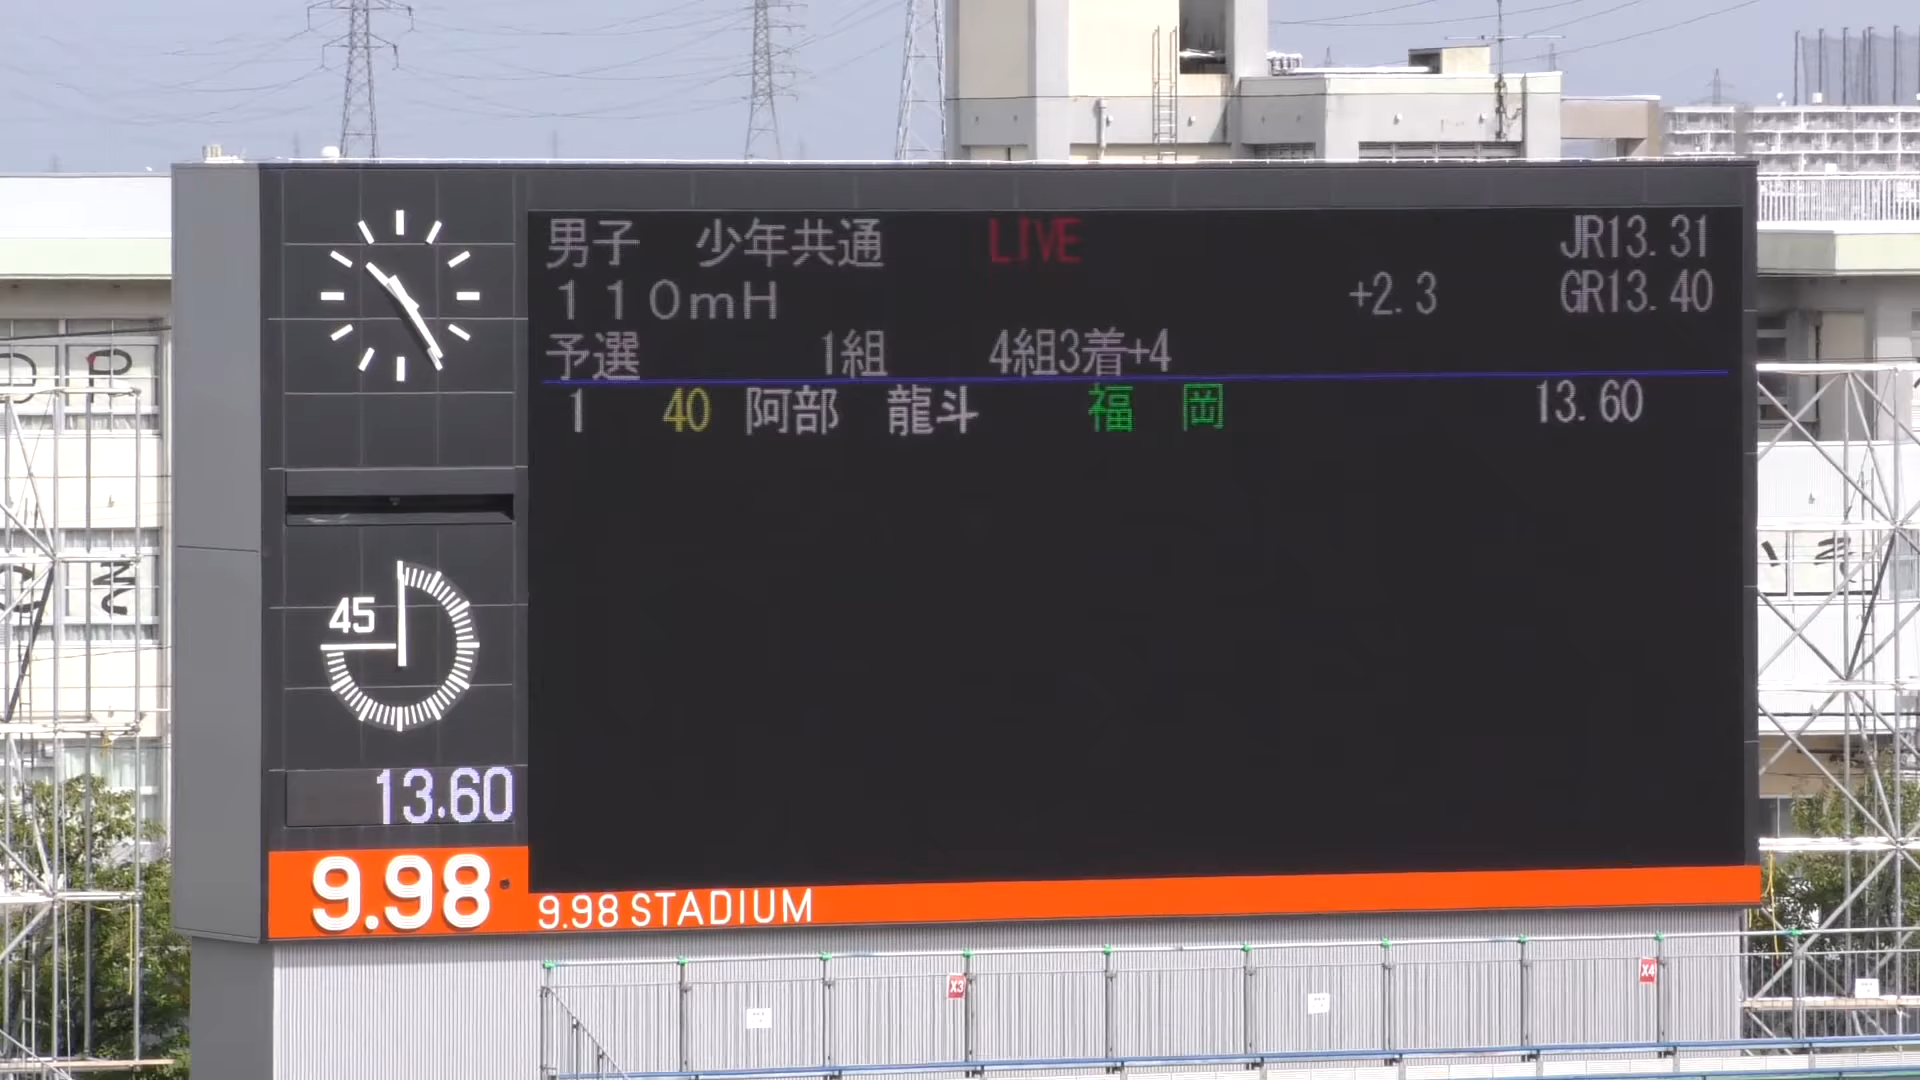 男子 少年共通 LIVE JR13.31
１１０ｍH +2.3 GR13.40
予選 1組 4組3着+4
1 40 阿部 龍斗 福 岡 13.60
45
13.60
9.98
9.98 STADIUM
X3
X4